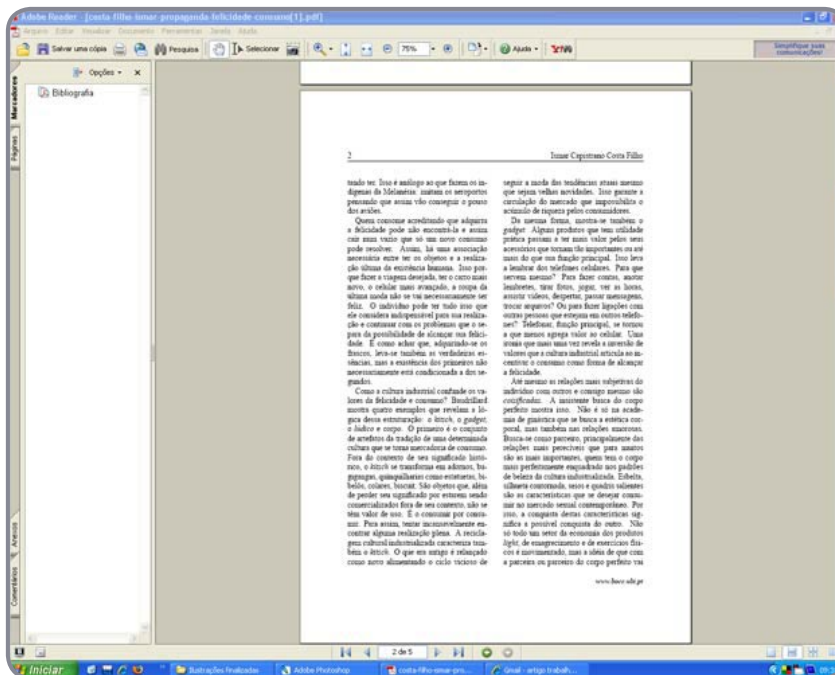 Adobe Reader - [costa-filho-ismar-propaganda-felicidade-consumo[1].pdf]
Arquivo Editar Visualizar Documento Ferramentas Janela Ajuda
Salvar uma cópia
Pesquisa
Selecionar
75%
Ajuda
Simplifique suas
comunicações!
Marcadores
Páginas
Anexos
Comentários
Opções
Bibliografia
2
Ismar Capistrano Costa Filho
tando ter. Isso é análogo ao que fazem os in-
dígenas da Melanésia: imitam os aeroportos
pensando que assim vão conseguir o pouso
dos aviões.
Quem consome acreditando que adquirir
a felicidade pode não encontrá-la e assim
cair num vazio que só um novo consumo
pode resolver. Assim, há uma associação
necessária entre ter os objetos e a realiza-
ção última da existência humana. Isso por-
que fazer a viagem desejada, ter o carro mais
novo, o celular mais avançado, a roupa da
última moda não se vai necessariamente ser
feliz. O indivíduo pode ter tudo isso que
ele considera indispensável para sua realiza-
ção e continuar com os problemas que o se-
para da possibilidade de alcançar sua felici-
dade. É como achar que, adquirindo-se os
frascos, leva-se também as verdadeiras es-
sências, mas a existência dos primeiros não
necessariamente está condicionada a dos se-
gundos.
Como a cultura industrial confunde os va-
lores da felicidade e consumo? Baudrillard
mostra quatro exemplos que revelam a ló-
gica dessa estruturação: o kitsch, o gadget,
o lúdico e corpo. O primeiro é o conjunto
de artefatos da tradição de uma determinada
cultura que se torna mercadoria de consumo.
Fora do contexto de seu significado histó-
rico, o kitsch se transforma em adornos, bu-
gigangas, quinquilharias como estatuetas, bi-
belôs, colares, biscuit. São objetos que, além
de perder seu significado por estarem sendo
comercializados fora de seu contexto, não se
têm valor de uso. É o consumir por consu-
mir. Para assim, tentar incansavelmente en-
contrar alguma realização plena. A recicla-
gem cultural industrializada caracteriza tam-
bém o kitsch. O que era antigo é relançado
como novo alimentando o ciclo vicioso de
seguir a moda das tendências atuais mesmo
que sejam velhas novidades. Isso garante a
circulação do mercado que impossibilita o
acúmulo de riqueza pelos consumidores.
Da mesma forma, mostra-se também o
gadget. Alguns produtos que tem utilidade
prática passam a ter mais valor pelos seus
acessórios que tornam tão importantes ou até
mais do que sua função principal. Isso leva
a lembrar dos telefones celulares. Para que
servem mesmo? Para fazer contas, anotar
lembretes, tirar fotos, jogar, ver as horas,
assistir vídeos, despertar, passar mensagens,
trocar arquivos? Ou para fazer ligações com
outras pessoas que estejam em outros telefo-
nes? Telefonar, função principal, se tornou
a que menos agrega valor ao celular. Uma
ironia que mais uma vez revela a inversão de
valores que a cultura industrial articula ao in-
centivar o consumo como forma de alcançar
a felicidade.
Até mesmo as relações mais subjetivas do
indivíduo com outros e consigo mesmo são
coisificadas. A insistente busca do corpo
perfeito mostra isso. Não é só na acade-
mia de ginástica que se busca a estética cor-
poral, mas também nas relações amorosas.
Busca-se como parceiro, principalmente das
relações mais perecíveis que para muitos
são as mais importantes, quem tem o corpo
mais perfeitamente enquadrado nos padrões
de beleza da cultura industrializada. Esbelta,
silhueta contornada, seios e quadris salientes
são as características que se desejar consu-
mir no mercado sexual contemporâneo. Por
isso, a conquista destas características sig-
nifica a possível conquista do outro. Não
só todo um setor da economia dos produtos
light, de emagrecimento e de exercícios físi-
cos é movimentado, mas a idéia de que com
a parceira ou parceiro do corpo perfeito vai
www.bocc.ubi.pt
2 de 5
Iniciar
Ilustrações finalizadas
Adobe Photoshop
costa-filho-ismar-pro...
Gmail - artigo trabalh...